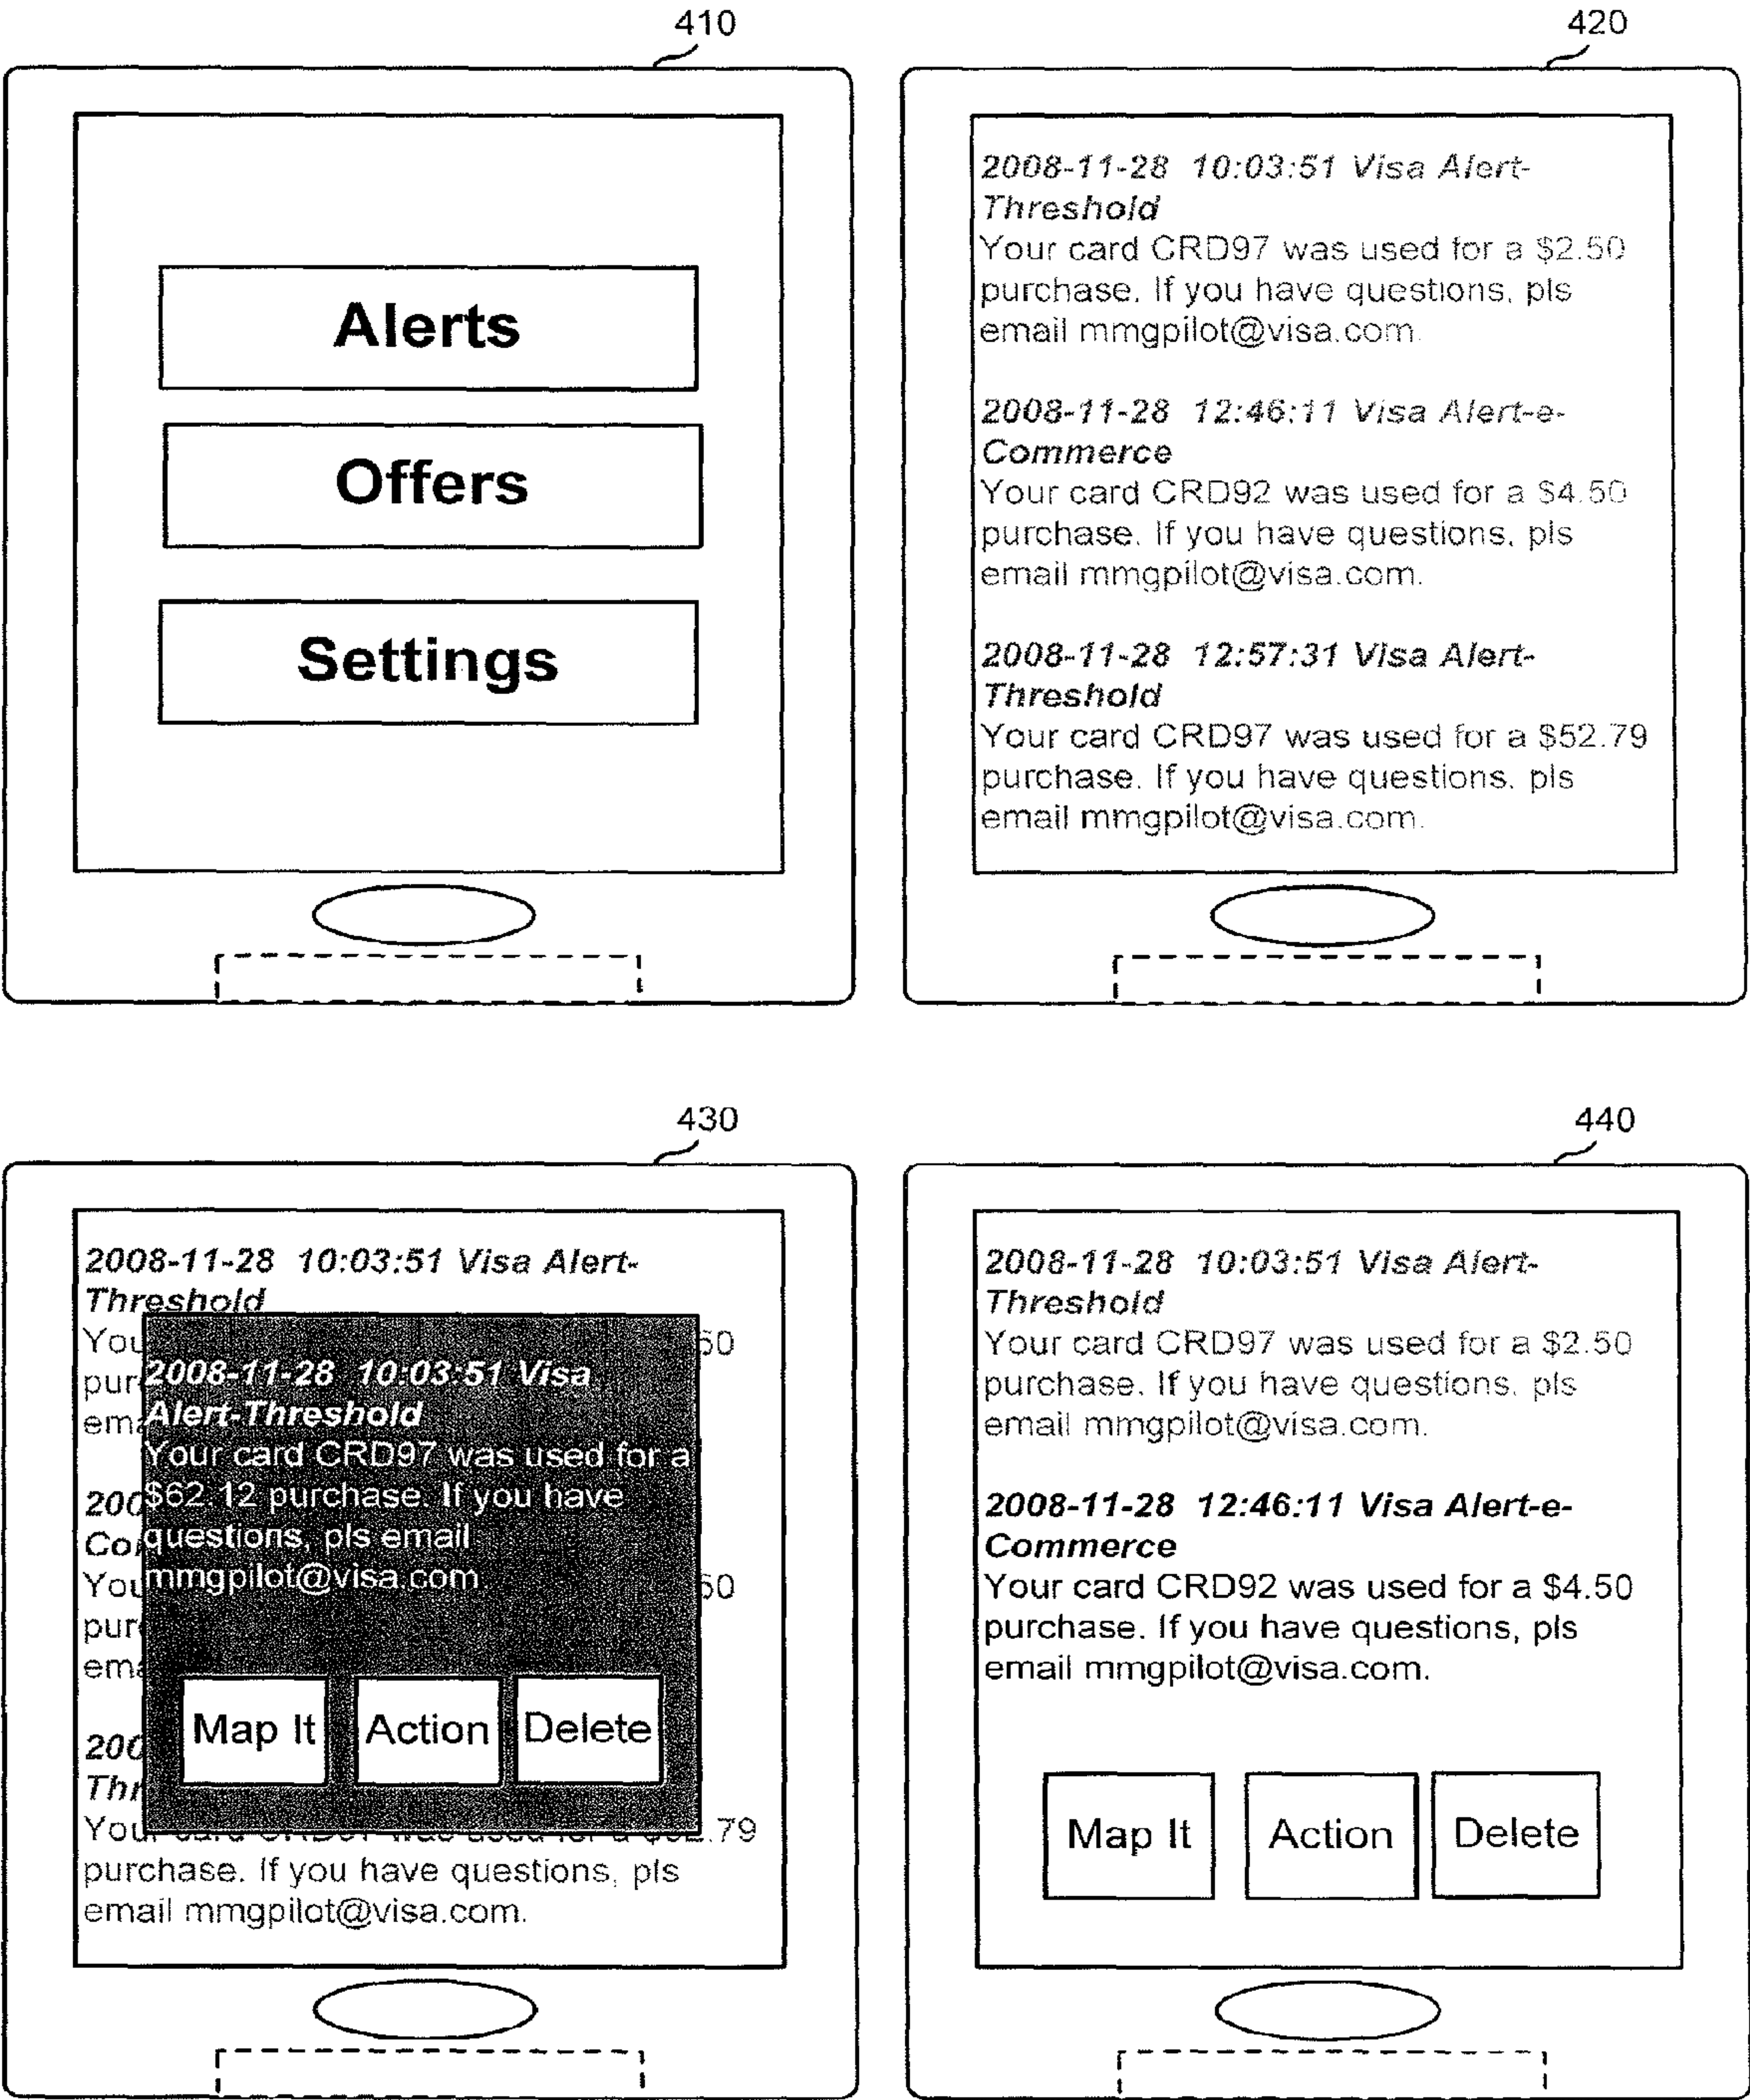 410
Alerts
Offers
Settings
420
2008-11-28 10:03:51 Visa Alert-
Threshold
Your card CRD97 was used for a $2.50
purchase. If you have questions, pls
email mmgpilot@visa.com.
2008-11-28 12:46:11 Visa Alert-e-
Commerce
Your card CRD92 was used for a $4.50
purchase. If you have questions, pls
email mmgpilot@visa.com.
2008-11-28 12:57:31 Visa Alert-
Threshold
Your card CRD97 was used for a $52.79
purchase. If you have questions, pls
email mmgpilot@visa.com.
430
2008-11-28 10:03:51 Visa Alert-
Threshold
2008-11-28 10:03:51 Visa
Alert-Threshold
Your card CRD97 was used for a
$62.12 purchase. If you have
questions, pls email
mmgpilot@visa.com.
Map It
Action
Delete
.79
purchase. If you have questions, pls
email mmgpilot@visa.com.
440
2008-11-28 10:03:51 Visa Alert-
Threshold
Your card CRD97 was used for a $2.50
purchase. If you have questions, pls
email mmgpilot@visa.com.
2008-11-28 12:46:11 Visa Alert-e-
Commerce
Your card CRD92 was used for a $4.50
purchase. If you have questions, pls
email mmgpilot@visa.com.
Map It
Action
Delete